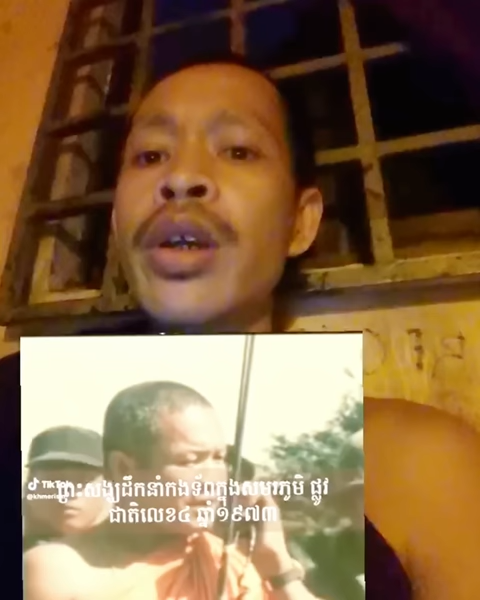 TikTok
ព្រះសង្ឃដឹកនាំកងទ័ពក្នុងសមរភូមិ ផ្លូវ
ជាតិលេខ៤ ឆ្នាំ១៩៧៣